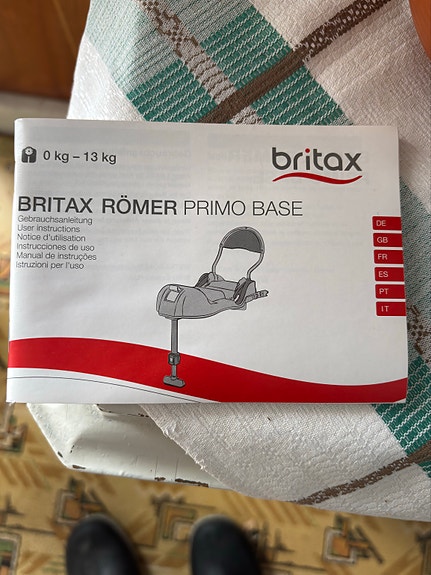 0 kg – 13 kg
britax
BRITAX RÖMER PRIMO BASE
Gebrauchsanleitung
User instructions
Notice d'utilisation
Instrucciones de uso
Manual de instruções
Istruzioni per l'uso
DE
GB
FR
ES
PT
IT